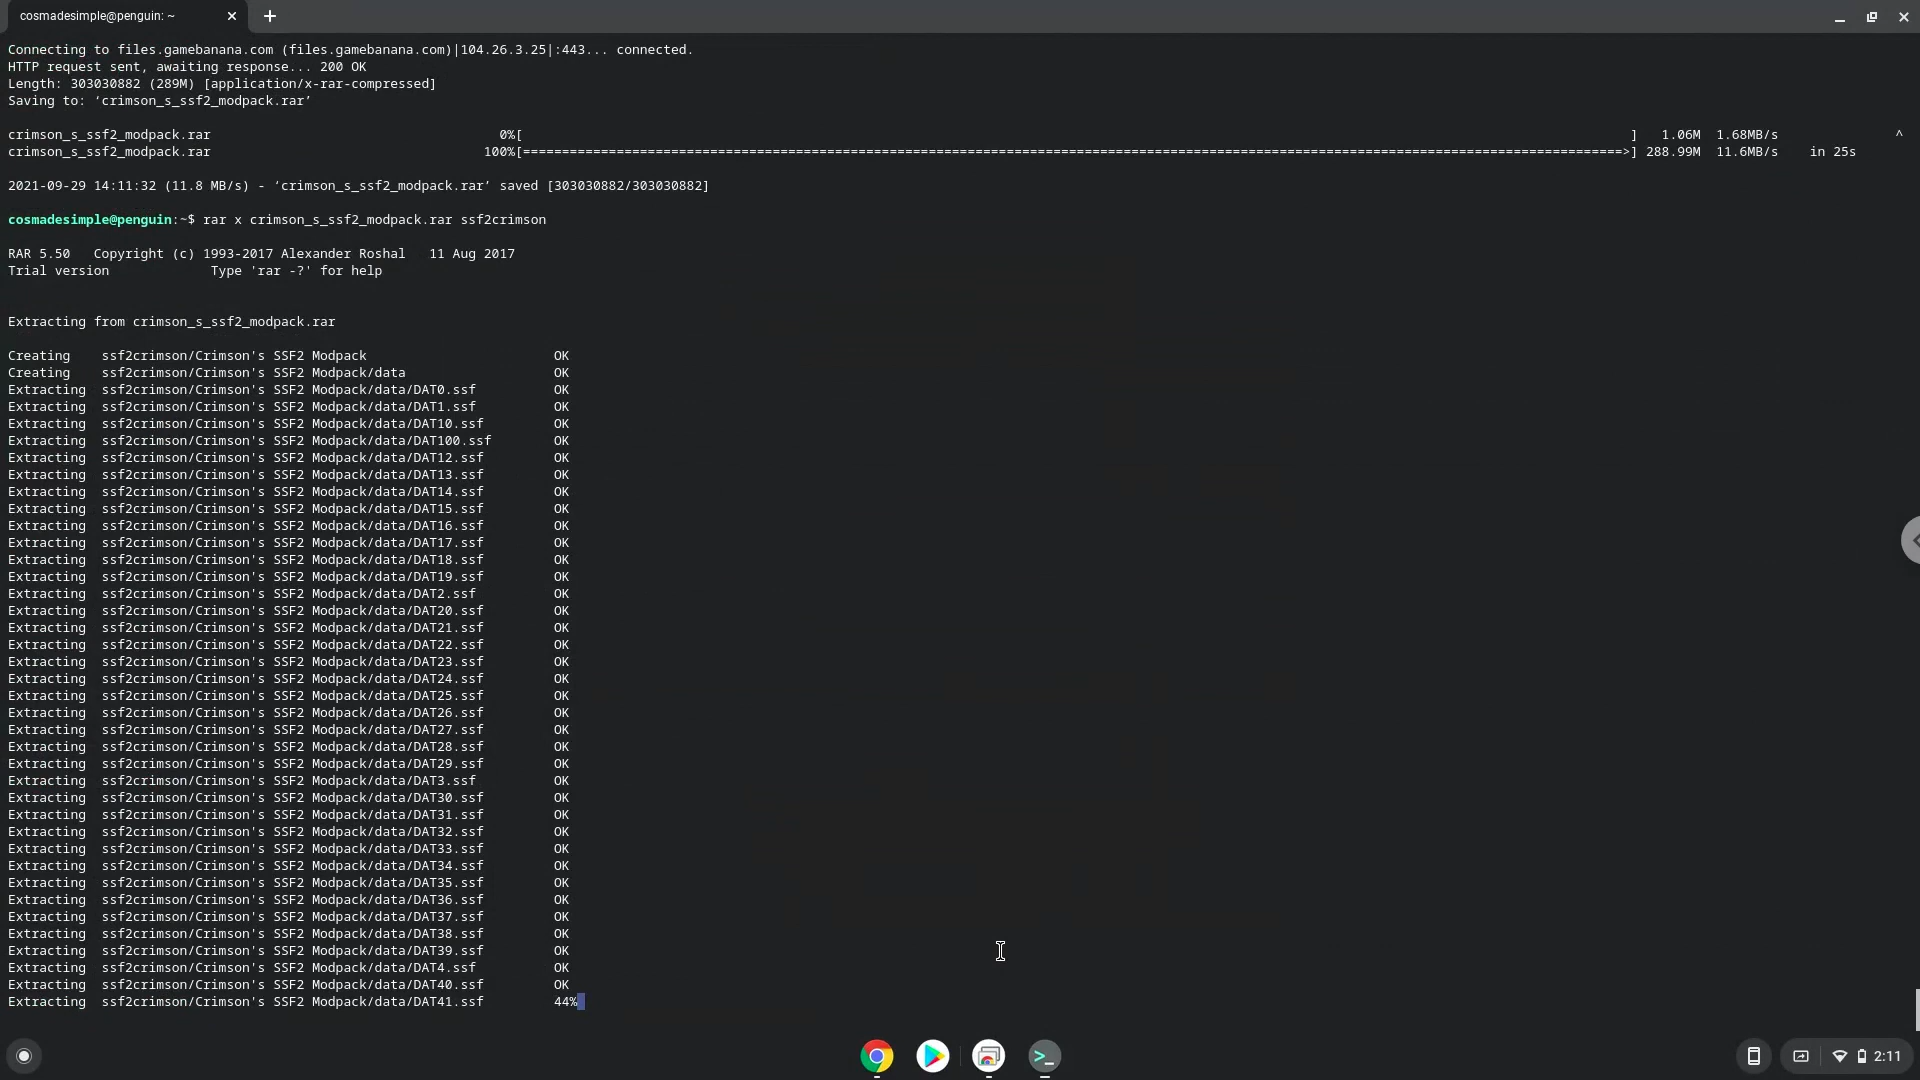 cosmadesimple@penguin: ~
Connecting to files.gamebanana.com (files.gamebanana.com)|104.26.3.25|:443... connected.
HTTP request sent, awaiting response... 200 OK
Length: 303030882 (289M) [application/x-rar-compressed]
Saving to: ‘crimson_s_ssf2_modpack.rar’
crimson_s_ssf2_modpack.rar 0%[ ] 1.06M 1.68MB/s ^
crimson_s_ssf2_modpack.rar 100%[=============================================================================================================================================>] 288.99M 11.6MB/s in 25s
2021-09-29 14:11:32 (11.8 MB/s) - ‘crimson_s_ssf2_modpack.rar’ saved [303030882/303030882]
cosmadesimple@penguin:~$ rar x crimson_s_ssf2_modpack.rar ssf2crimson
RAR 5.50 Copyright (c) 1993-2017 Alexander Roshal 11 Aug 2017
Trial version Type 'rar -?' for help
Extracting from crimson_s_ssf2_modpack.rar
Creating ssf2crimson/Crimson's SSF2 Modpack OK
Creating ssf2crimson/Crimson's SSF2 Modpack/data OK
Extracting ssf2crimson/Crimson's SSF2 Modpack/data/DAT0.ssf OK
Extracting ssf2crimson/Crimson's SSF2 Modpack/data/DAT1.ssf OK
Extracting ssf2crimson/Crimson's SSF2 Modpack/data/DAT10.ssf OK
Extracting ssf2crimson/Crimson's SSF2 Modpack/data/DAT100.ssf OK
Extracting ssf2crimson/Crimson's SSF2 Modpack/data/DAT12.ssf OK
Extracting ssf2crimson/Crimson's SSF2 Modpack/data/DAT13.ssf OK
Extracting ssf2crimson/Crimson's SSF2 Modpack/data/DAT14.ssf OK
Extracting ssf2crimson/Crimson's SSF2 Modpack/data/DAT15.ssf OK
Extracting ssf2crimson/Crimson's SSF2 Modpack/data/DAT16.ssf OK
Extracting ssf2crimson/Crimson's SSF2 Modpack/data/DAT17.ssf OK
Extracting ssf2crimson/Crimson's SSF2 Modpack/data/DAT18.ssf OK
Extracting ssf2crimson/Crimson's SSF2 Modpack/data/DAT19.ssf OK
Extracting ssf2crimson/Crimson's SSF2 Modpack/data/DAT2.ssf OK
Extracting ssf2crimson/Crimson's SSF2 Modpack/data/DAT20.ssf OK
Extracting ssf2crimson/Crimson's SSF2 Modpack/data/DAT21.ssf OK
Extracting ssf2crimson/Crimson's SSF2 Modpack/data/DAT22.ssf OK
Extracting ssf2crimson/Crimson's SSF2 Modpack/data/DAT23.ssf OK
Extracting ssf2crimson/Crimson's SSF2 Modpack/data/DAT24.ssf OK
Extracting ssf2crimson/Crimson's SSF2 Modpack/data/DAT25.ssf OK
Extracting ssf2crimson/Crimson's SSF2 Modpack/data/DAT26.ssf OK
Extracting ssf2crimson/Crimson's SSF2 Modpack/data/DAT27.ssf OK
Extracting ssf2crimson/Crimson's SSF2 Modpack/data/DAT28.ssf OK
Extracting ssf2crimson/Crimson's SSF2 Modpack/data/DAT29.ssf OK
Extracting ssf2crimson/Crimson's SSF2 Modpack/data/DAT3.ssf OK
Extracting ssf2crimson/Crimson's SSF2 Modpack/data/DAT30.ssf OK
Extracting ssf2crimson/Crimson's SSF2 Modpack/data/DAT31.ssf OK
Extracting ssf2crimson/Crimson's SSF2 Modpack/data/DAT32.ssf OK
Extracting ssf2crimson/Crimson's SSF2 Modpack/data/DAT33.ssf OK
Extracting ssf2crimson/Crimson's SSF2 Modpack/data/DAT34.ssf OK
Extracting ssf2crimson/Crimson's SSF2 Modpack/data/DAT35.ssf OK
Extracting ssf2crimson/Crimson's SSF2 Modpack/data/DAT36.ssf OK
Extracting ssf2crimson/Crimson's SSF2 Modpack/data/DAT37.ssf OK
Extracting ssf2crimson/Crimson's SSF2 Modpack/data/DAT38.ssf OK
Extracting ssf2crimson/Crimson's SSF2 Modpack/data/DAT39.ssf OK
Extracting ssf2crimson/Crimson's SSF2 Modpack/data/DAT4.ssf OK
Extracting ssf2crimson/Crimson's SSF2 Modpack/data/DAT40.ssf OK
Extracting ssf2crimson/Crimson's SSF2 Modpack/data/DAT41.ssf 44%
2:11